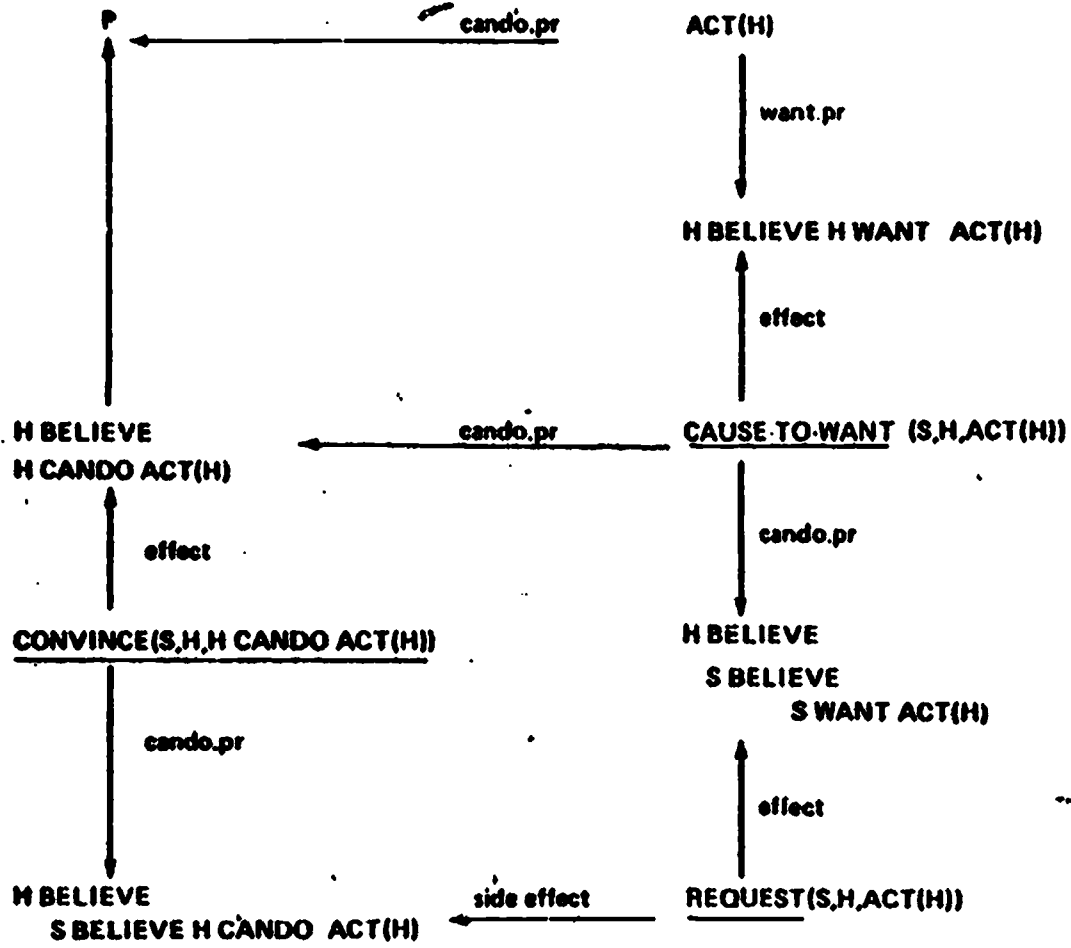 P
cando.pr
ACT(H)
want.pr
H BELIEVE H WANT ACT(H)
effect
H BELIEVE
H CANDO ACT(H)
cando.pr
CAUSE-TO-WANT (S,H,ACT(H))
effect
cando.pr
CONVINCE(S,H,H CANDO ACT(H))
H BELIEVE
S BELIEVE
S WANT ACT(H)
cando.pr
effect
H BELIEVE
S BELIEVE H CANDO ACT(H)
side effect
REQUEST(S,H,ACT(H))